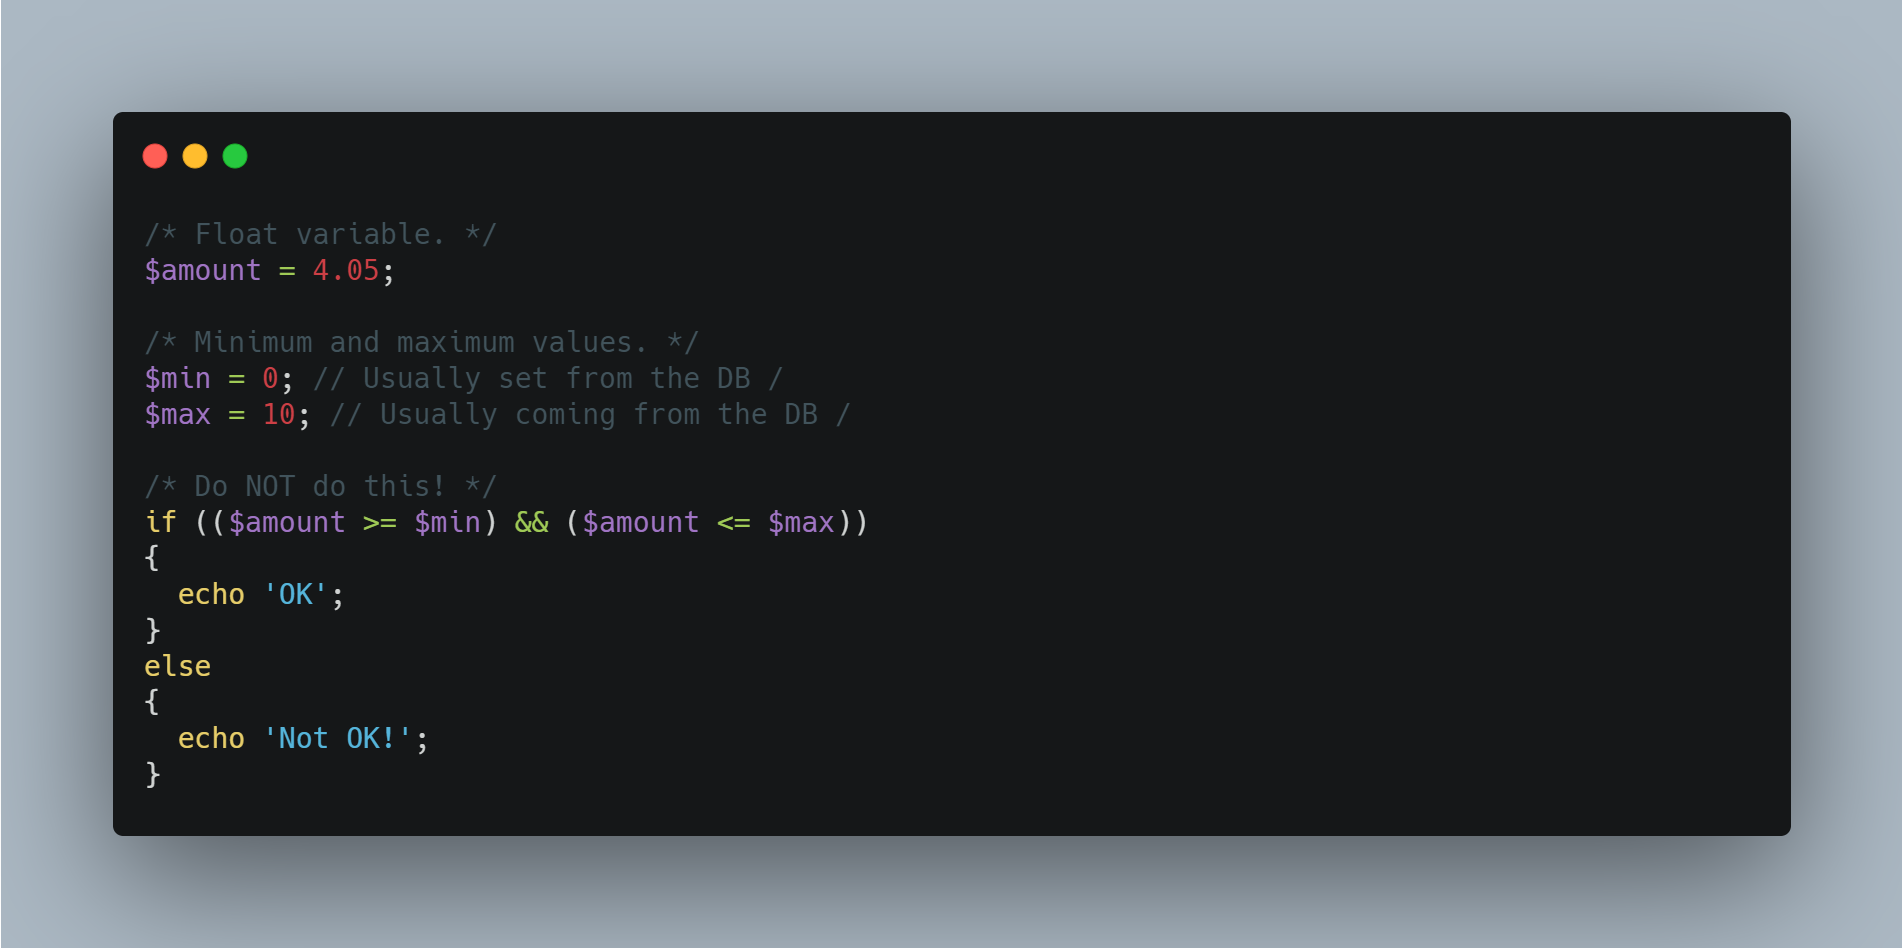 /* Float variable. */
$amount = 4.05;
/* Minimum and maximum values. */
$min = 0; // Usually set from the DB /
$max = 10; // Usually coming from the DB /
/* Do NOT do this! */
if (($amount >= $min) && ($amount <= $max))
{
  echo 'OK';
}
else
{
  echo 'Not OK!';
}